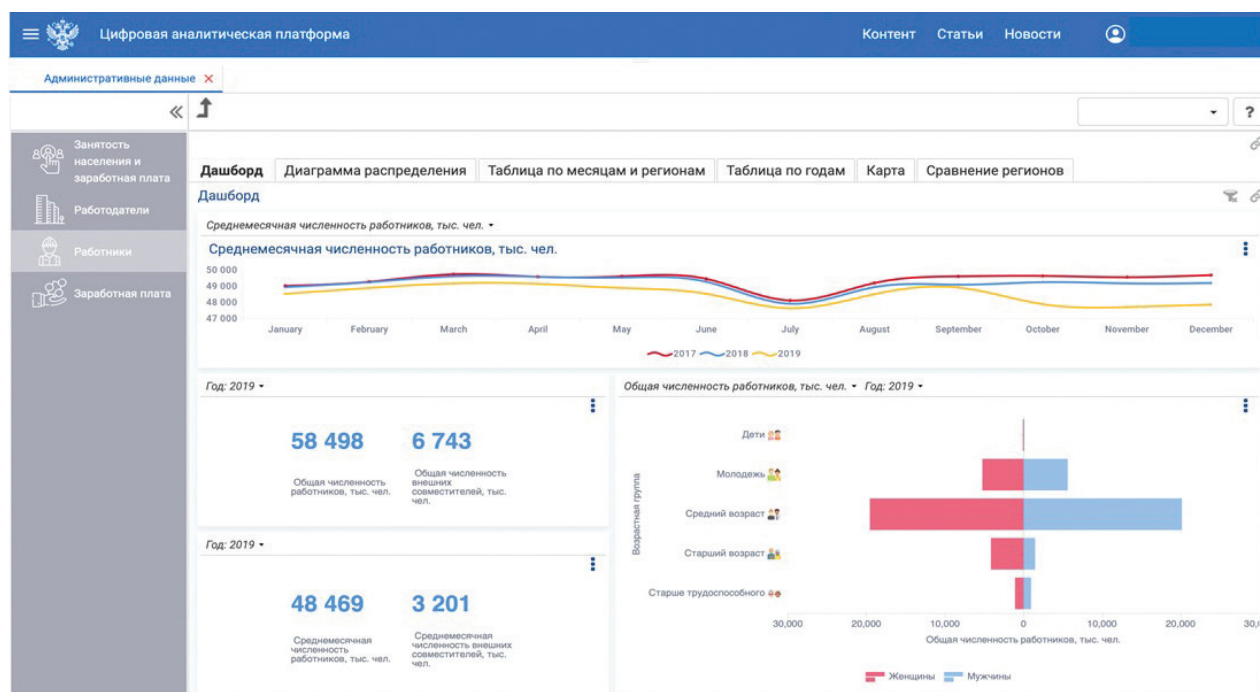 Цифровая аналитическая платформа
Контент Статьи Новости
Административные данные
?
Занятость
населения и
заработная плата
Работодатели
Работники
Заработная плата
Дашборд Диаграмма распределения Таблица по месяцам и регионам Таблица по годам Карта Сравнение регионов
Дашборд
Среднемесячная численность работников, тыс. чел.
Среднемесячная численность работников, тыс. чел.
50 000
49 000
48 000
47 000
January February March April May June July August September October November December
2017 2018 2019
Год: 2019
58 498
Общая численность
работников, тыс. чел.
6 743
Общая численность
внешних
совместителей, тыс.
чел.
Год: 2019
48 469
Среднемесячная
численность
работников, тыс. чел.
3 201
Среднемесячная
численность внешних
совместителей, тыс.
чел.
Общая численность работников, тыс. чел. Год: 2019
Возрастная группа
Дети
Молодежь
Средний возраст
Старший возраст
Старше трудоспособного
30,000 20,000 10,000 0 10,000 20,000 30,
Общая численность работников, тыс. чел.
Женщины Мужчины